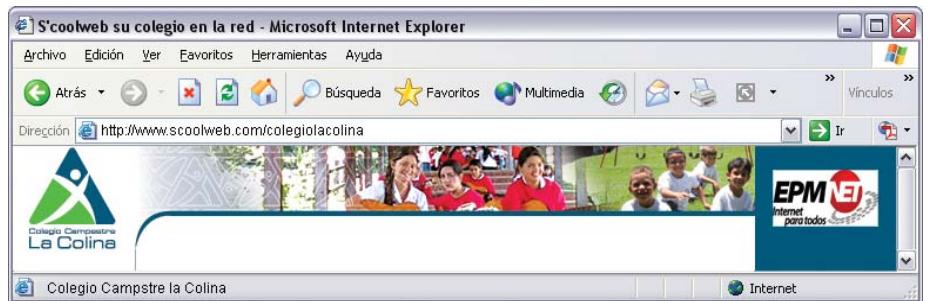 S'coolweb su colegio en la red - Microsoft Internet Explorer
Archivo Edición Ver Favoritos Herramientas Ayuda
Atrás Búsqueda Favoritos Multimedia Vínculos
Dirección http://www.scoolweb.com/colegiolacolina Ir
Colegio Campestre
La Colina
EPM NET
Internet
para todos
Colegio Campstre la Colina Internet